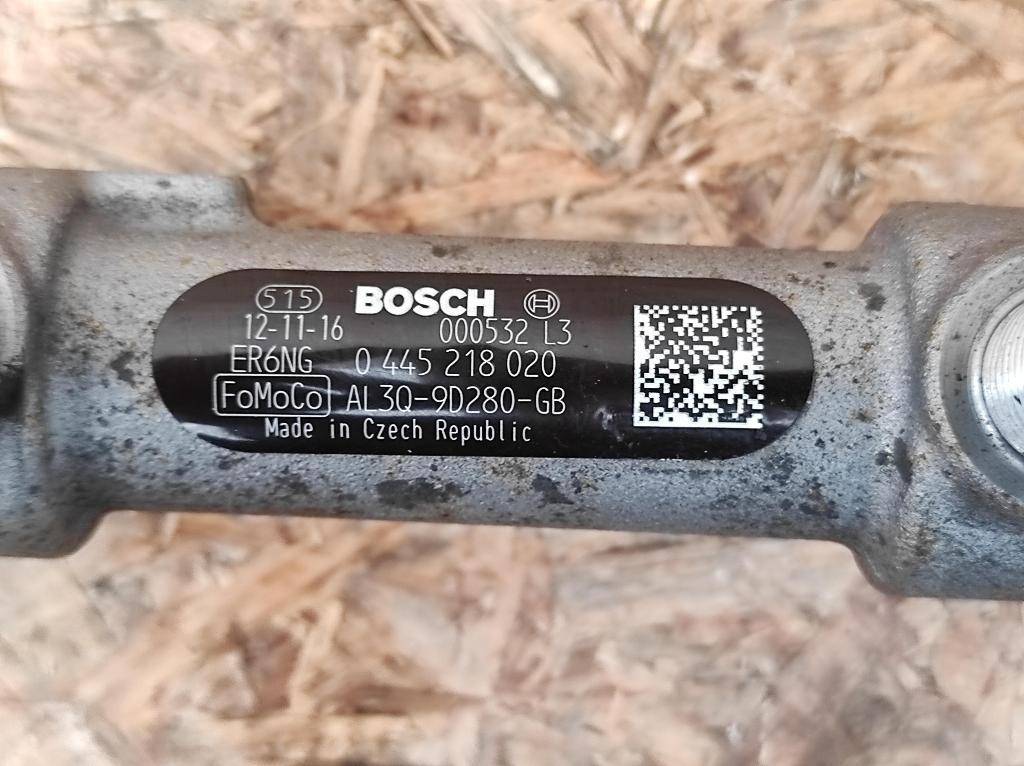 515 BOSCH
12-11-16 000532 L3
ER6NG 0 445 218 020
FoMoCo AL3Q-9D280-GB
Made in Czech Republic